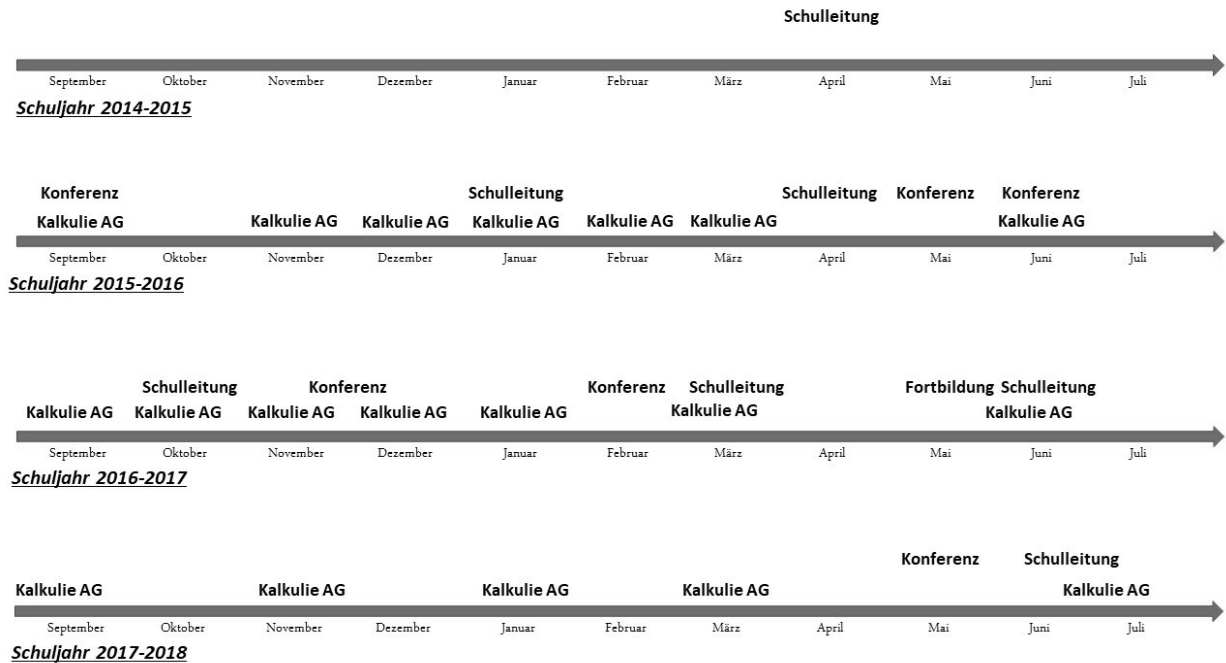 Schulleitung
September Oktober November Dezember Januar Februar März April Mai Juni Juli
Schuljahr 2014-2015
Konferenz Schulleitung Schulleitung Konferenz Konferenz
Kalkulie AG Kalkulie AG Kalkulie AG Kalkulie AG Kalkulie AG Kalkulie AG Kalkulie AG
September Oktober November Dezember Januar Februar März April Mai Juni Juli
Schuljahr 2015-2016
Schulleitung Konferenz Konferenz Schulleitung Fortbildung Schulleitung
Kalkulie AG Kalkulie AG Kalkulie AG Kalkulie AG Kalkulie AG Kalkulie AG Kalkulie AG
September Oktober November Dezember Januar Februar März April Mai Juni Juli
Schuljahr 2016-2017
Konferenz Schulleitung
Kalkulie AG Kalkulie AG Kalkulie AG Kalkulie AG Kalkulie AG
September Oktober November Dezember Januar Februar März April Mai Juni Juli
Schuljahr 2017-2018